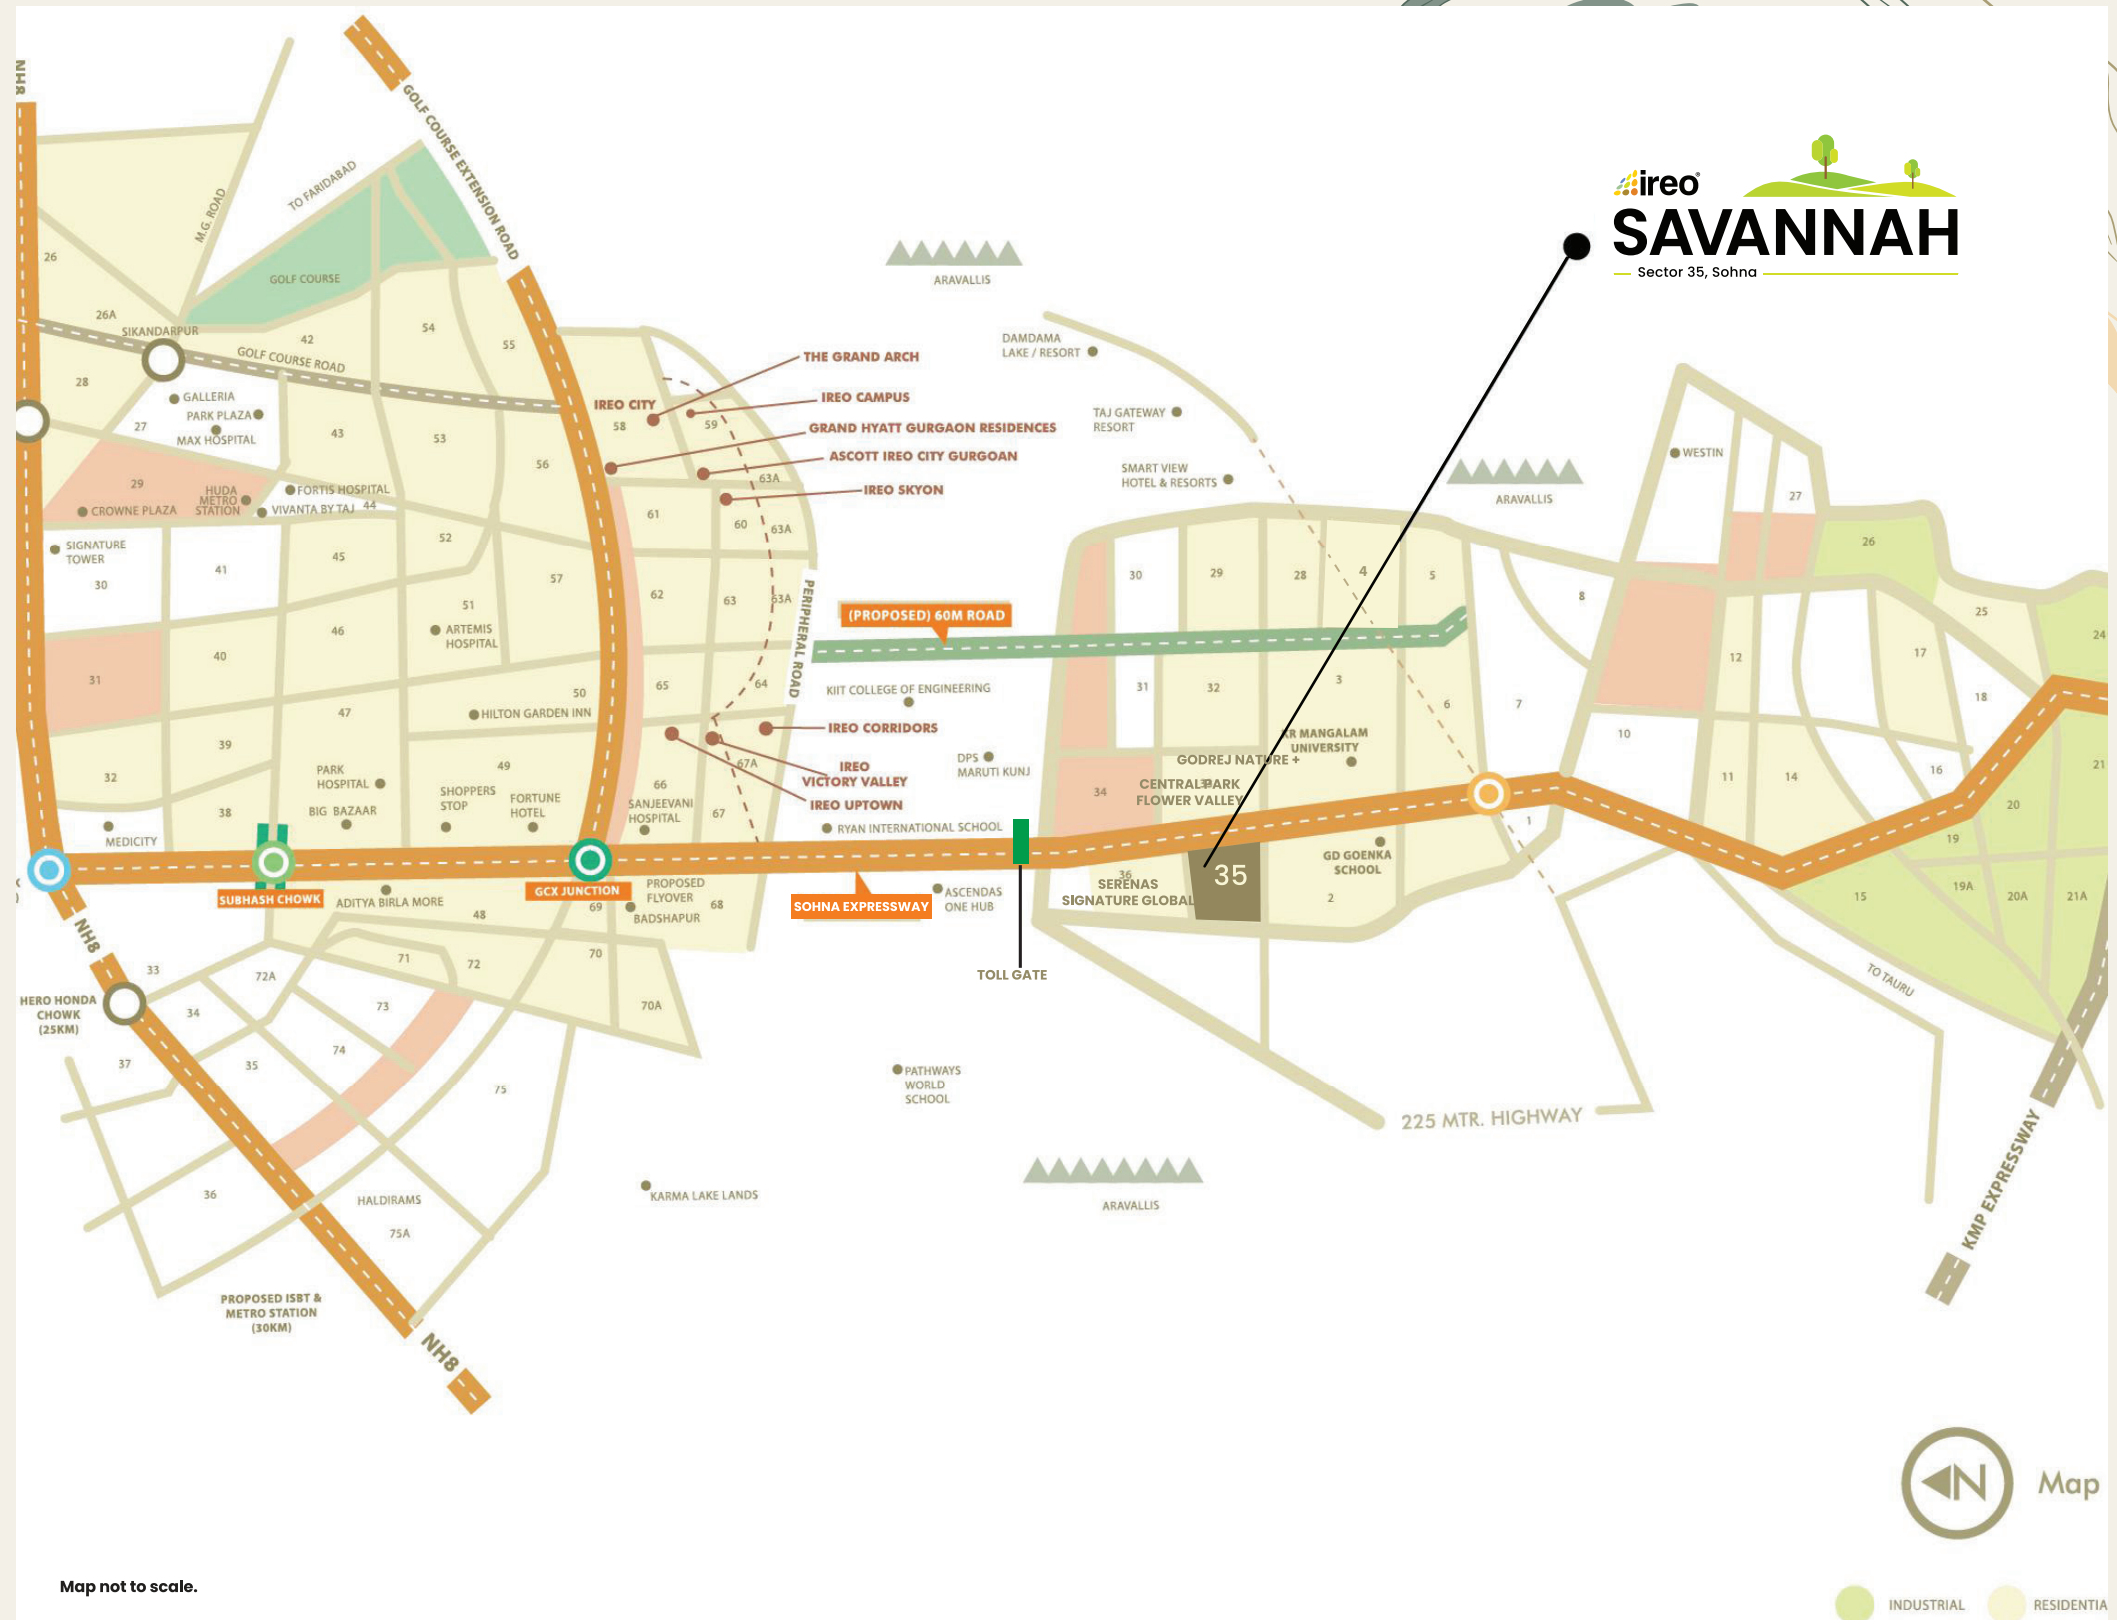 NH8
GOLF COURSE EXTENSION ROAD
TO FARIDABAD
M.G. ROAD
GOLF COURSE
26
26A
SIKANDARPUR
42
54
55
GOLF COURSE ROAD
28
GALLERIA
PARK PLAZA
MAX HOSPITAL
27
43
53
56
29
HUDA
METRO
STATION
CROWNE PLAZA
FORTIS HOSPITAL
VIVANTA BY TAJ
44
SIGNATURE
TOWER
30
41
45
52
57
51
ARTEMIS
HOSPITAL
46
40
31
47
50
HILTON GARDEN INN
39
32
PARK
HOSPITAL
49
SHOPPERS
STOP
FORTUNE
HOTEL
38
BIG BAZAAR
MEDICITY
SUBHASH CHOWK
GCX JUNCTION
ADITYA BIRLA MORE
48
IREO CITY
58
59
THE GRAND ARCH
IREO CAMPUS
GRAND HYATT GURGAON RESIDENCES
ASCOTT IREO CITY GURGOAN
IREO SKYON
63A
61
60
63A
62
63
63A
PERIPHERAL ROAD
65
64
IREO CORRIDORS
67A
IREO
VICTORY VALLEY
IREO UPTOWN
66
SANJEEVANI
HOSPITAL
67
RYAN INTERNATIONAL SCHOOL
PROPOSED
FLYOVER
69
68
BADSHAPUR
SOHNA EXPRESSWAY
ASCENDAS
ONE HUB
TOLL GATE
(PROPOSED) 60M ROAD
KIIT COLLEGE OF ENGINEERING
DPS
MARUTI KUNJ
ARAVALLIS
DAMDAMA
LAKE / RESORT
TAJ GATEWAY
RESORT
SMART VIEW
HOTEL & RESORTS
ireo
SAVANNAH
Sector 35, Sohna
ARAVALLIS
WESTIN
27
26
30
29
28
4
5
8
25
24
31
32
3
6
7
12
17
18
KR MANGALAM
UNIVERSITY
GODREJ NATURE +
CENTRAL PARK
FLOWER VALLEY
34
10
11
14
16
21
20
19
1
GD GOENKA
SCHOOL
35
36
SERENAS
SIGNATURE GLOBAL
2
15
19A
20A
21A
TO TAURU
NH8
HERO HONDA
CHOWK
(25KM)
33
72A
71
72
70
34
73
70A
37
35
74
75
36
HALDIRAMS
75A
PROPOSED ISBT &
METRO STATION
(30KM)
NH8
PATHWAYS
WORLD
SCHOOL
KARMA LAKE LANDS
ARAVALLIS
225 MTR. HIGHWAY
KMP EXPRESSWAY
N
Map
Map not to scale.
INDUSTRIAL
RESIDENTIA